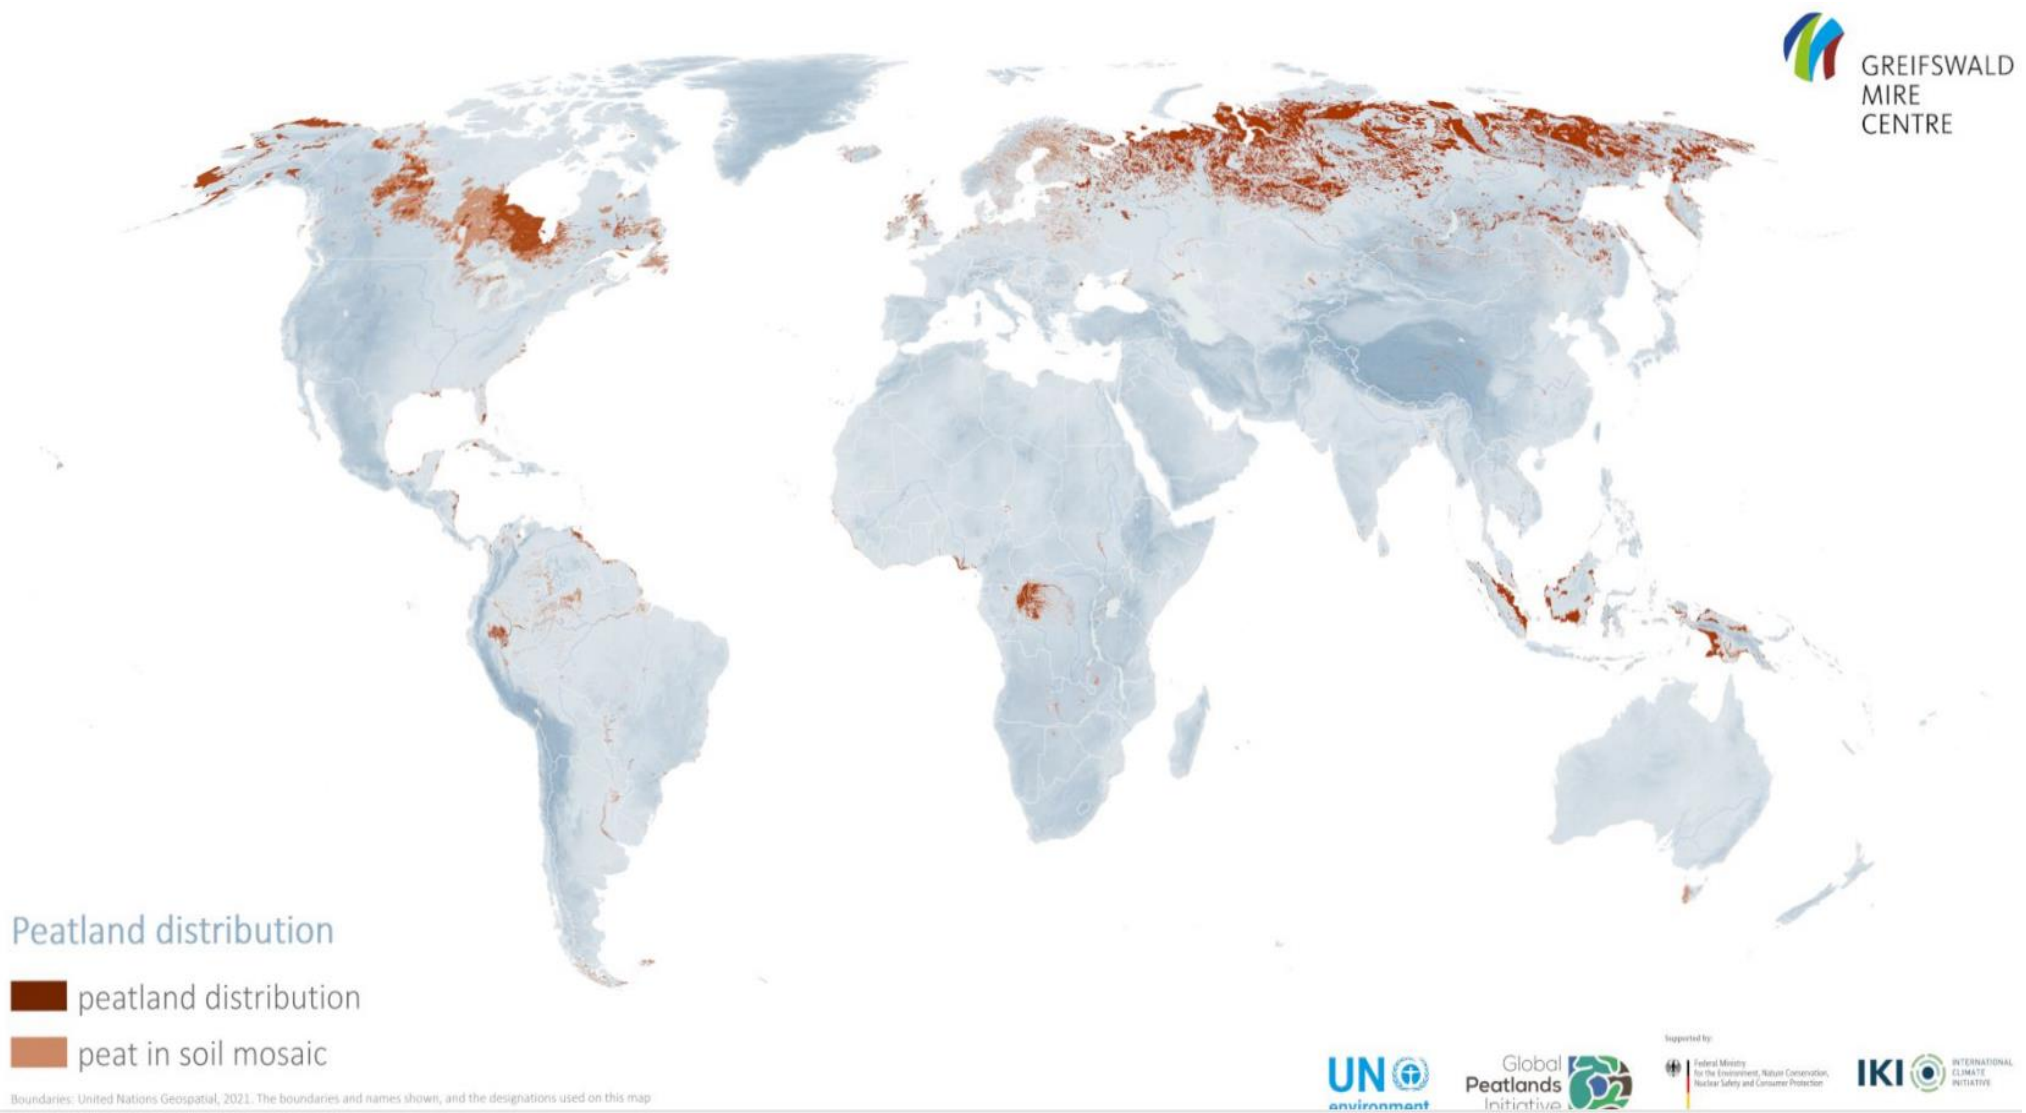 GREIFSWALD
MIRE
CENTRE
Peatland distribution
peatland distribution
peat in soil mosaic
Boundaries: United Nations Geospatial, 2021. The boundaries and names shown, and the designations used on this map
UN
environment
Global
Peatlands
Initiative
Supported by:
Federal Ministry
for the Environment, Nature Conservation,
Nuclear Safety and Consumer Protection
IKI
INTERNATIONAL
CLIMATE
INITIATIVE